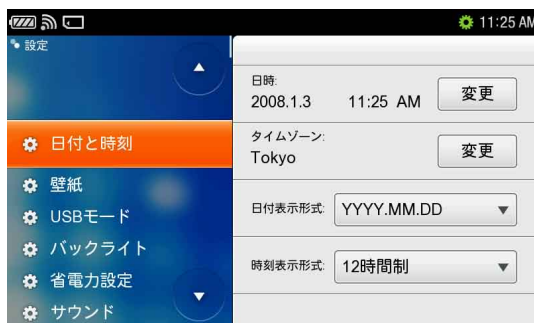 11:25 AM
設定
日付と時刻
壁紙
USBモード
バックライト
省電力設定
サウンド
日時:
2008.1.3 11:25 AM
変更
タイムゾーン:
Tokyo
変更
日付表示形式: YYYY.MM.DD
時刻表示形式: 12時間制